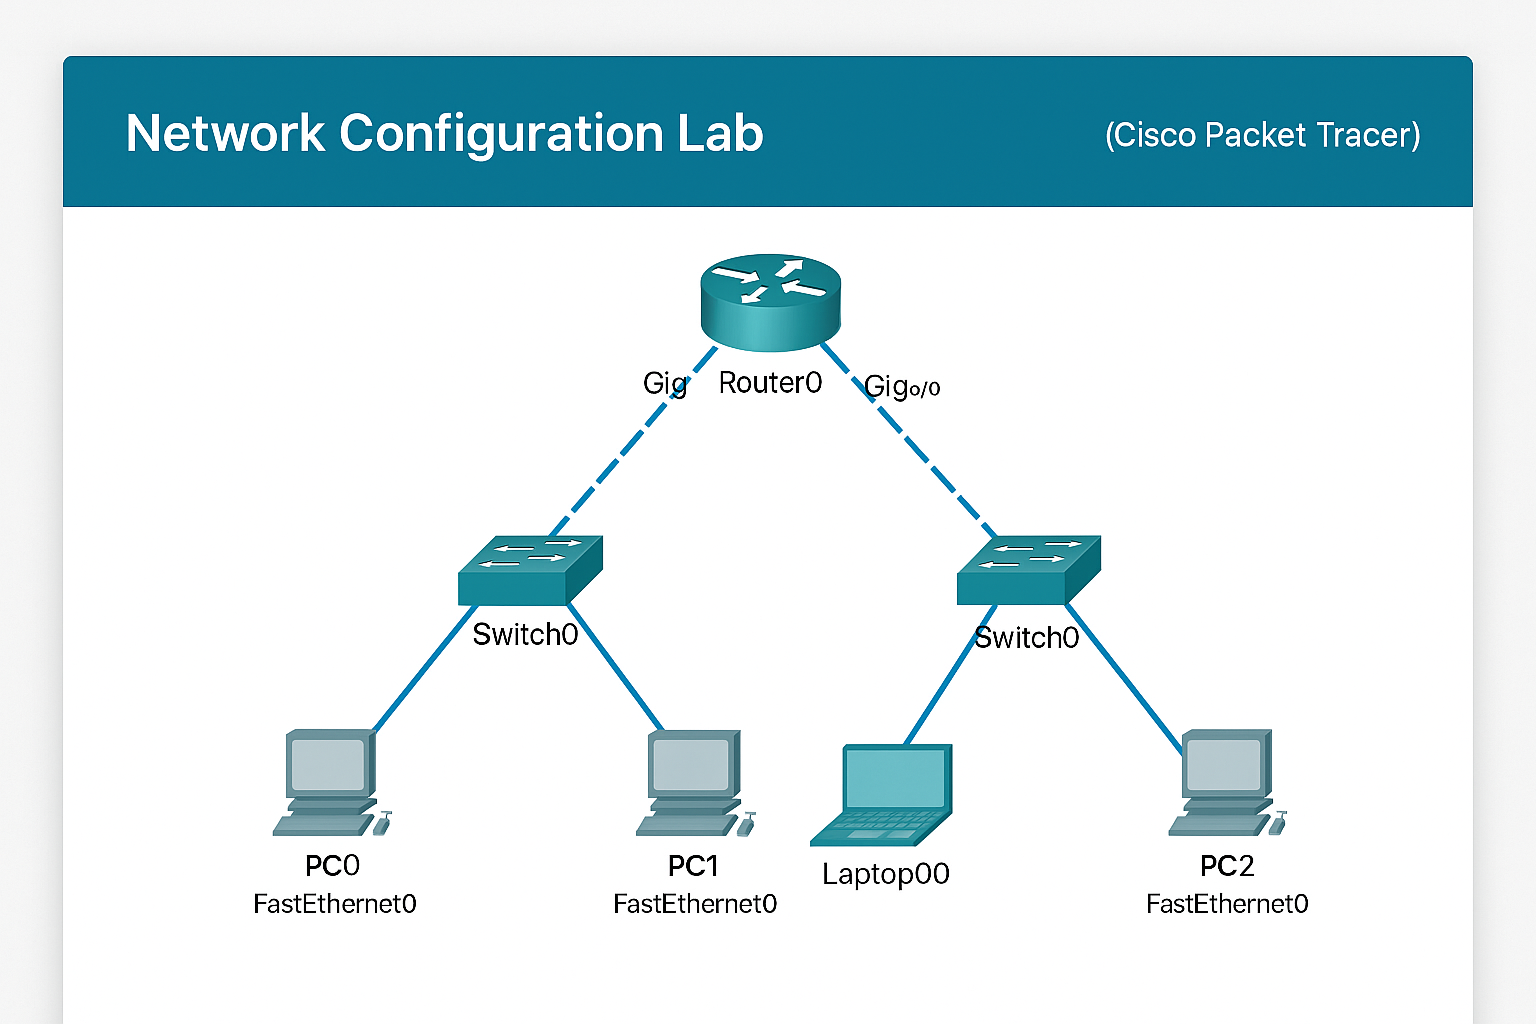 Network Configuration Lab
(Cisco Packet Tracer)
Gig
Router0
Gig0/0
Switch0
Switch0
PC0
FastEthernet0
PC1
FastEthernet0
Laptop00
PC2
FastEthernet0